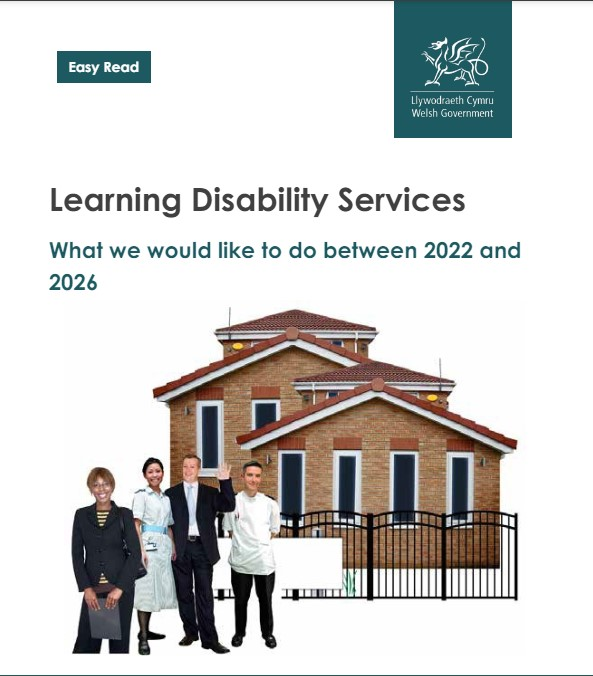 Easy Read
Llywodraeth Cymru
Welsh Government
Learning Disability Services
What we would like to do between 2022 and
2026